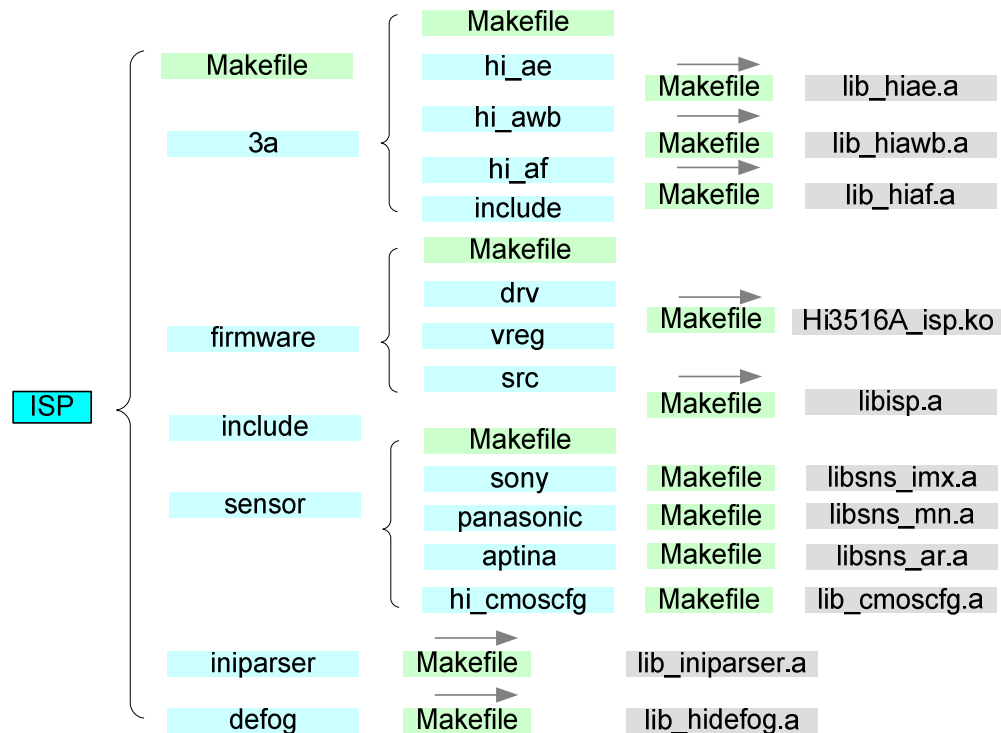 Makefile
Makefile
hi_ae
Makefile lib_hiae.a
3a
hi_awb
Makefile lib_hiawb.a
hi_af
Makefile lib_hiaf.a
include
Makefile
drv
Makefile Hi3516A_isp.ko
firmware
vreg
src
Makefile libisp.a
ISP
include
Makefile
sony Makefile libsns_imx.a
sensor
panasonic Makefile libsns_mn.a
aptina Makefile libsns_ar.a
hi_cmoscfg Makefile lib_cmoscfg.a
iniparser Makefile lib_iniparser.a
defog Makefile lib_hidefog.a